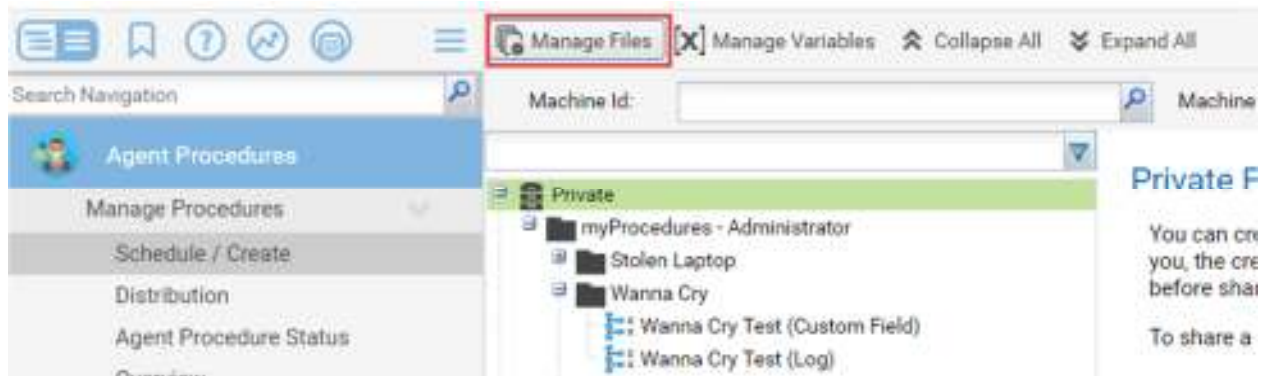 Manage Files [X] Manage Variables Collapse All Expand All
Search Navigation
Machine Id: Machine
Agent Procedures
Manage Procedures
Schedule / Create
Distribution
Agent Procedure Status
Private
myProcedures - Administrator
Stolen Laptop
Wanna Cry
Wanna Cry Test (Custom Field)
Wanna Cry Test (Log)
Private F
You can cre
you, the cre
before shar
To share a